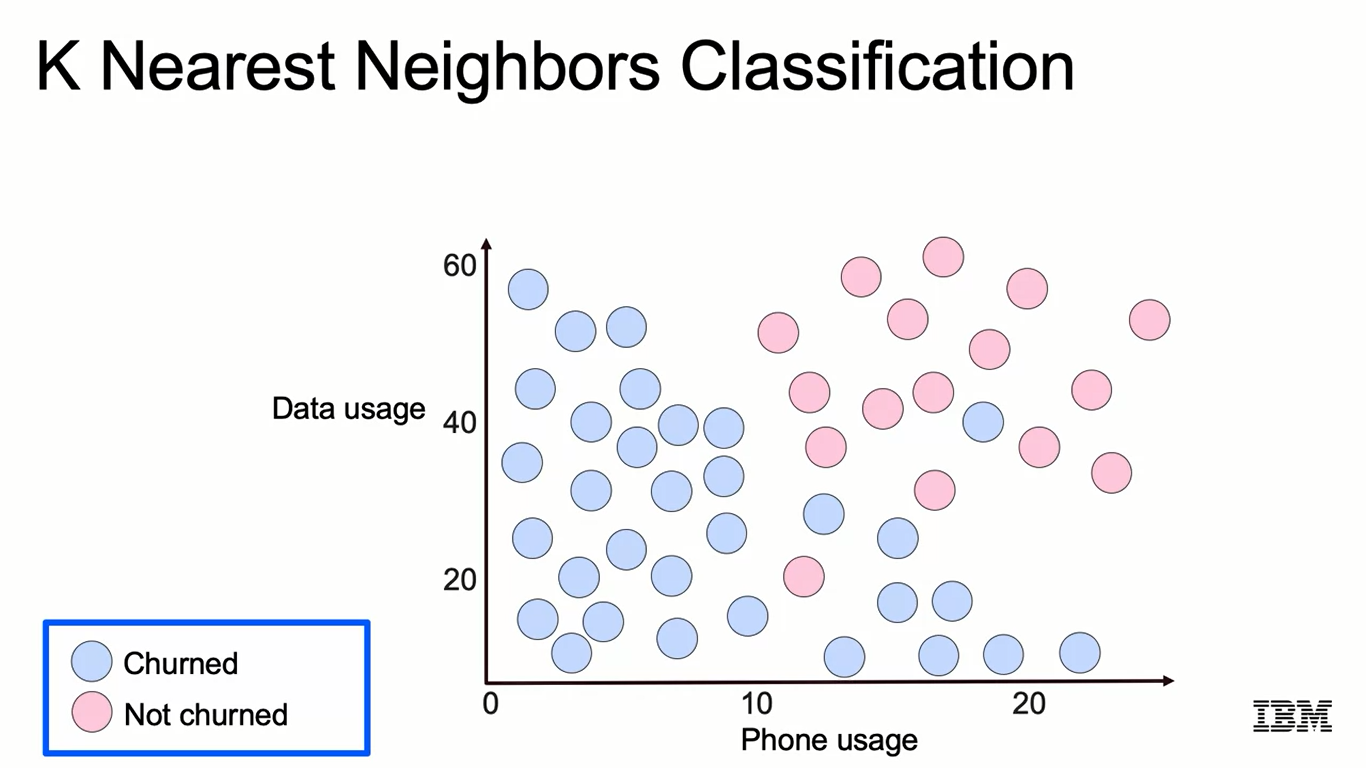 K Nearest Neighbors Classification
60
Data usage
40
20
0
10
20
Phone usage
Churned
Not churned
IBM